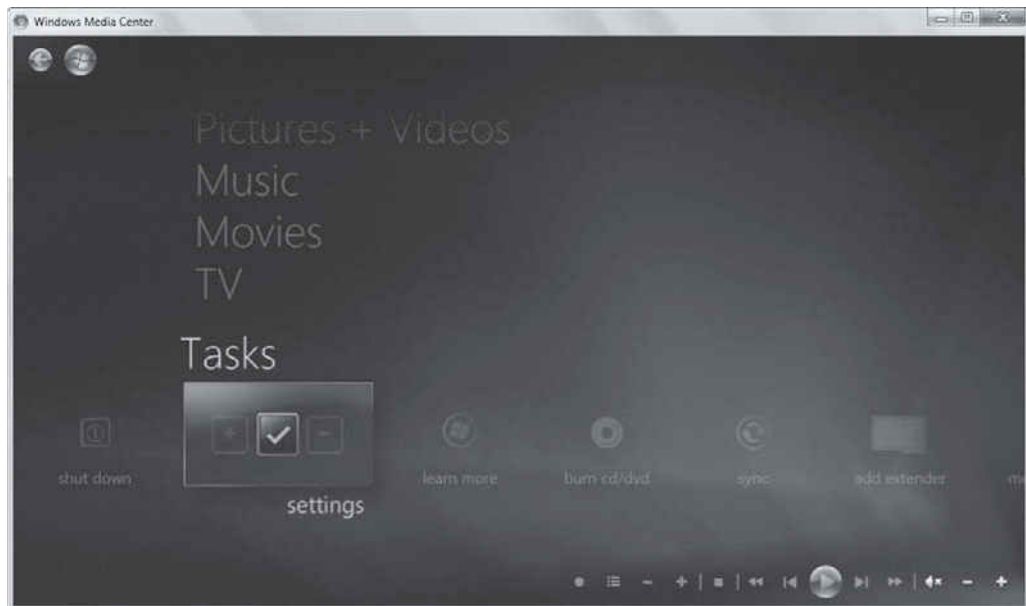 Windows Media Center
Pictures + Videos
Music
Movies
TV
Tasks
shut down
settings
learn more
burn cd/dvd
sync
add extender